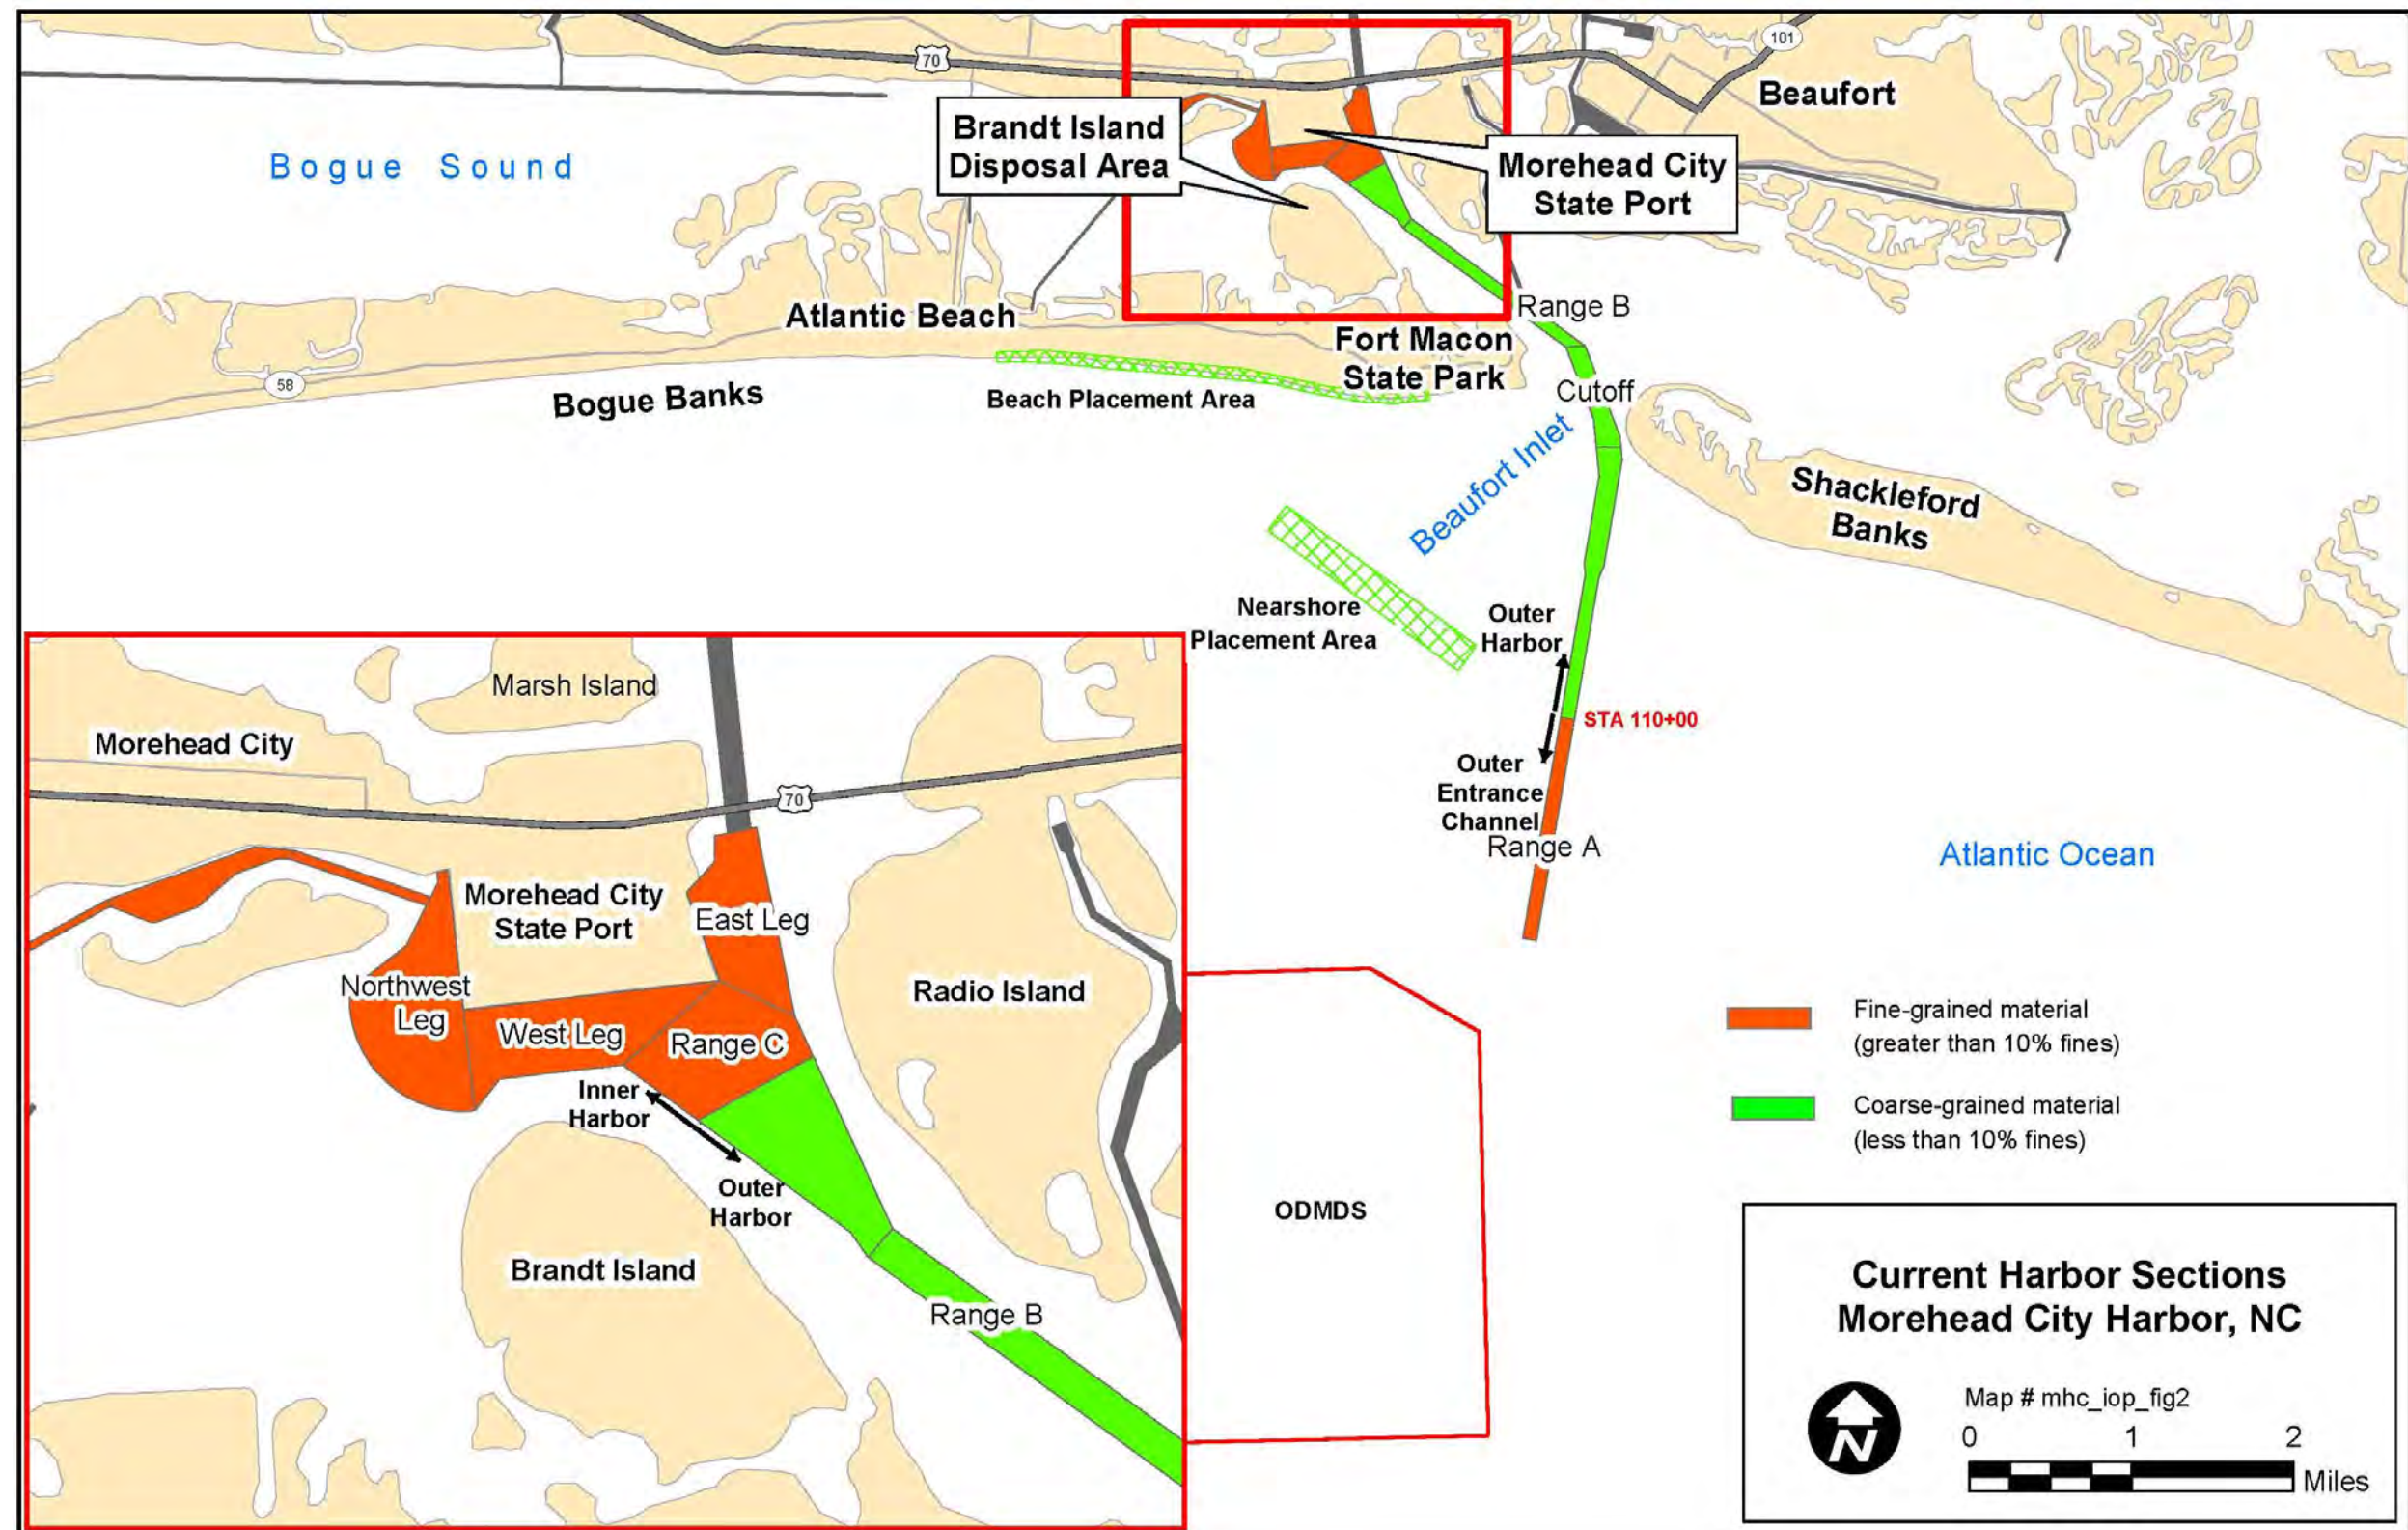 70
101
Beaufort
Brandt Island
Disposal Area
Morehead City
State Port
Bogue Sound
Range B
Atlantic Beach
Fort Macon
State Park
58
Bogue Banks
Beach Placement Area
Cutoff
Beaufort Inlet
Shackleford
Banks
Nearshore
Placement Area
Outer
Harbor
STA 110+00
Outer
Entrance
Channel
Range A
Atlantic Ocean
Marsh Island
Morehead City
70
Morehead City
State Port
East Leg
Northwest
Leg
West Leg
Range C
Radio Island
Inner
Harbor
Outer
Harbor
Brandt Island
Range B
ODMDS
Fine-grained material
(greater than 10% fines)
Coarse-grained material
(less than 10% fines)
Current Harbor Sections
Morehead City Harbor, NC
N
Map # mhc_iop_fig2
0 1 2
Miles